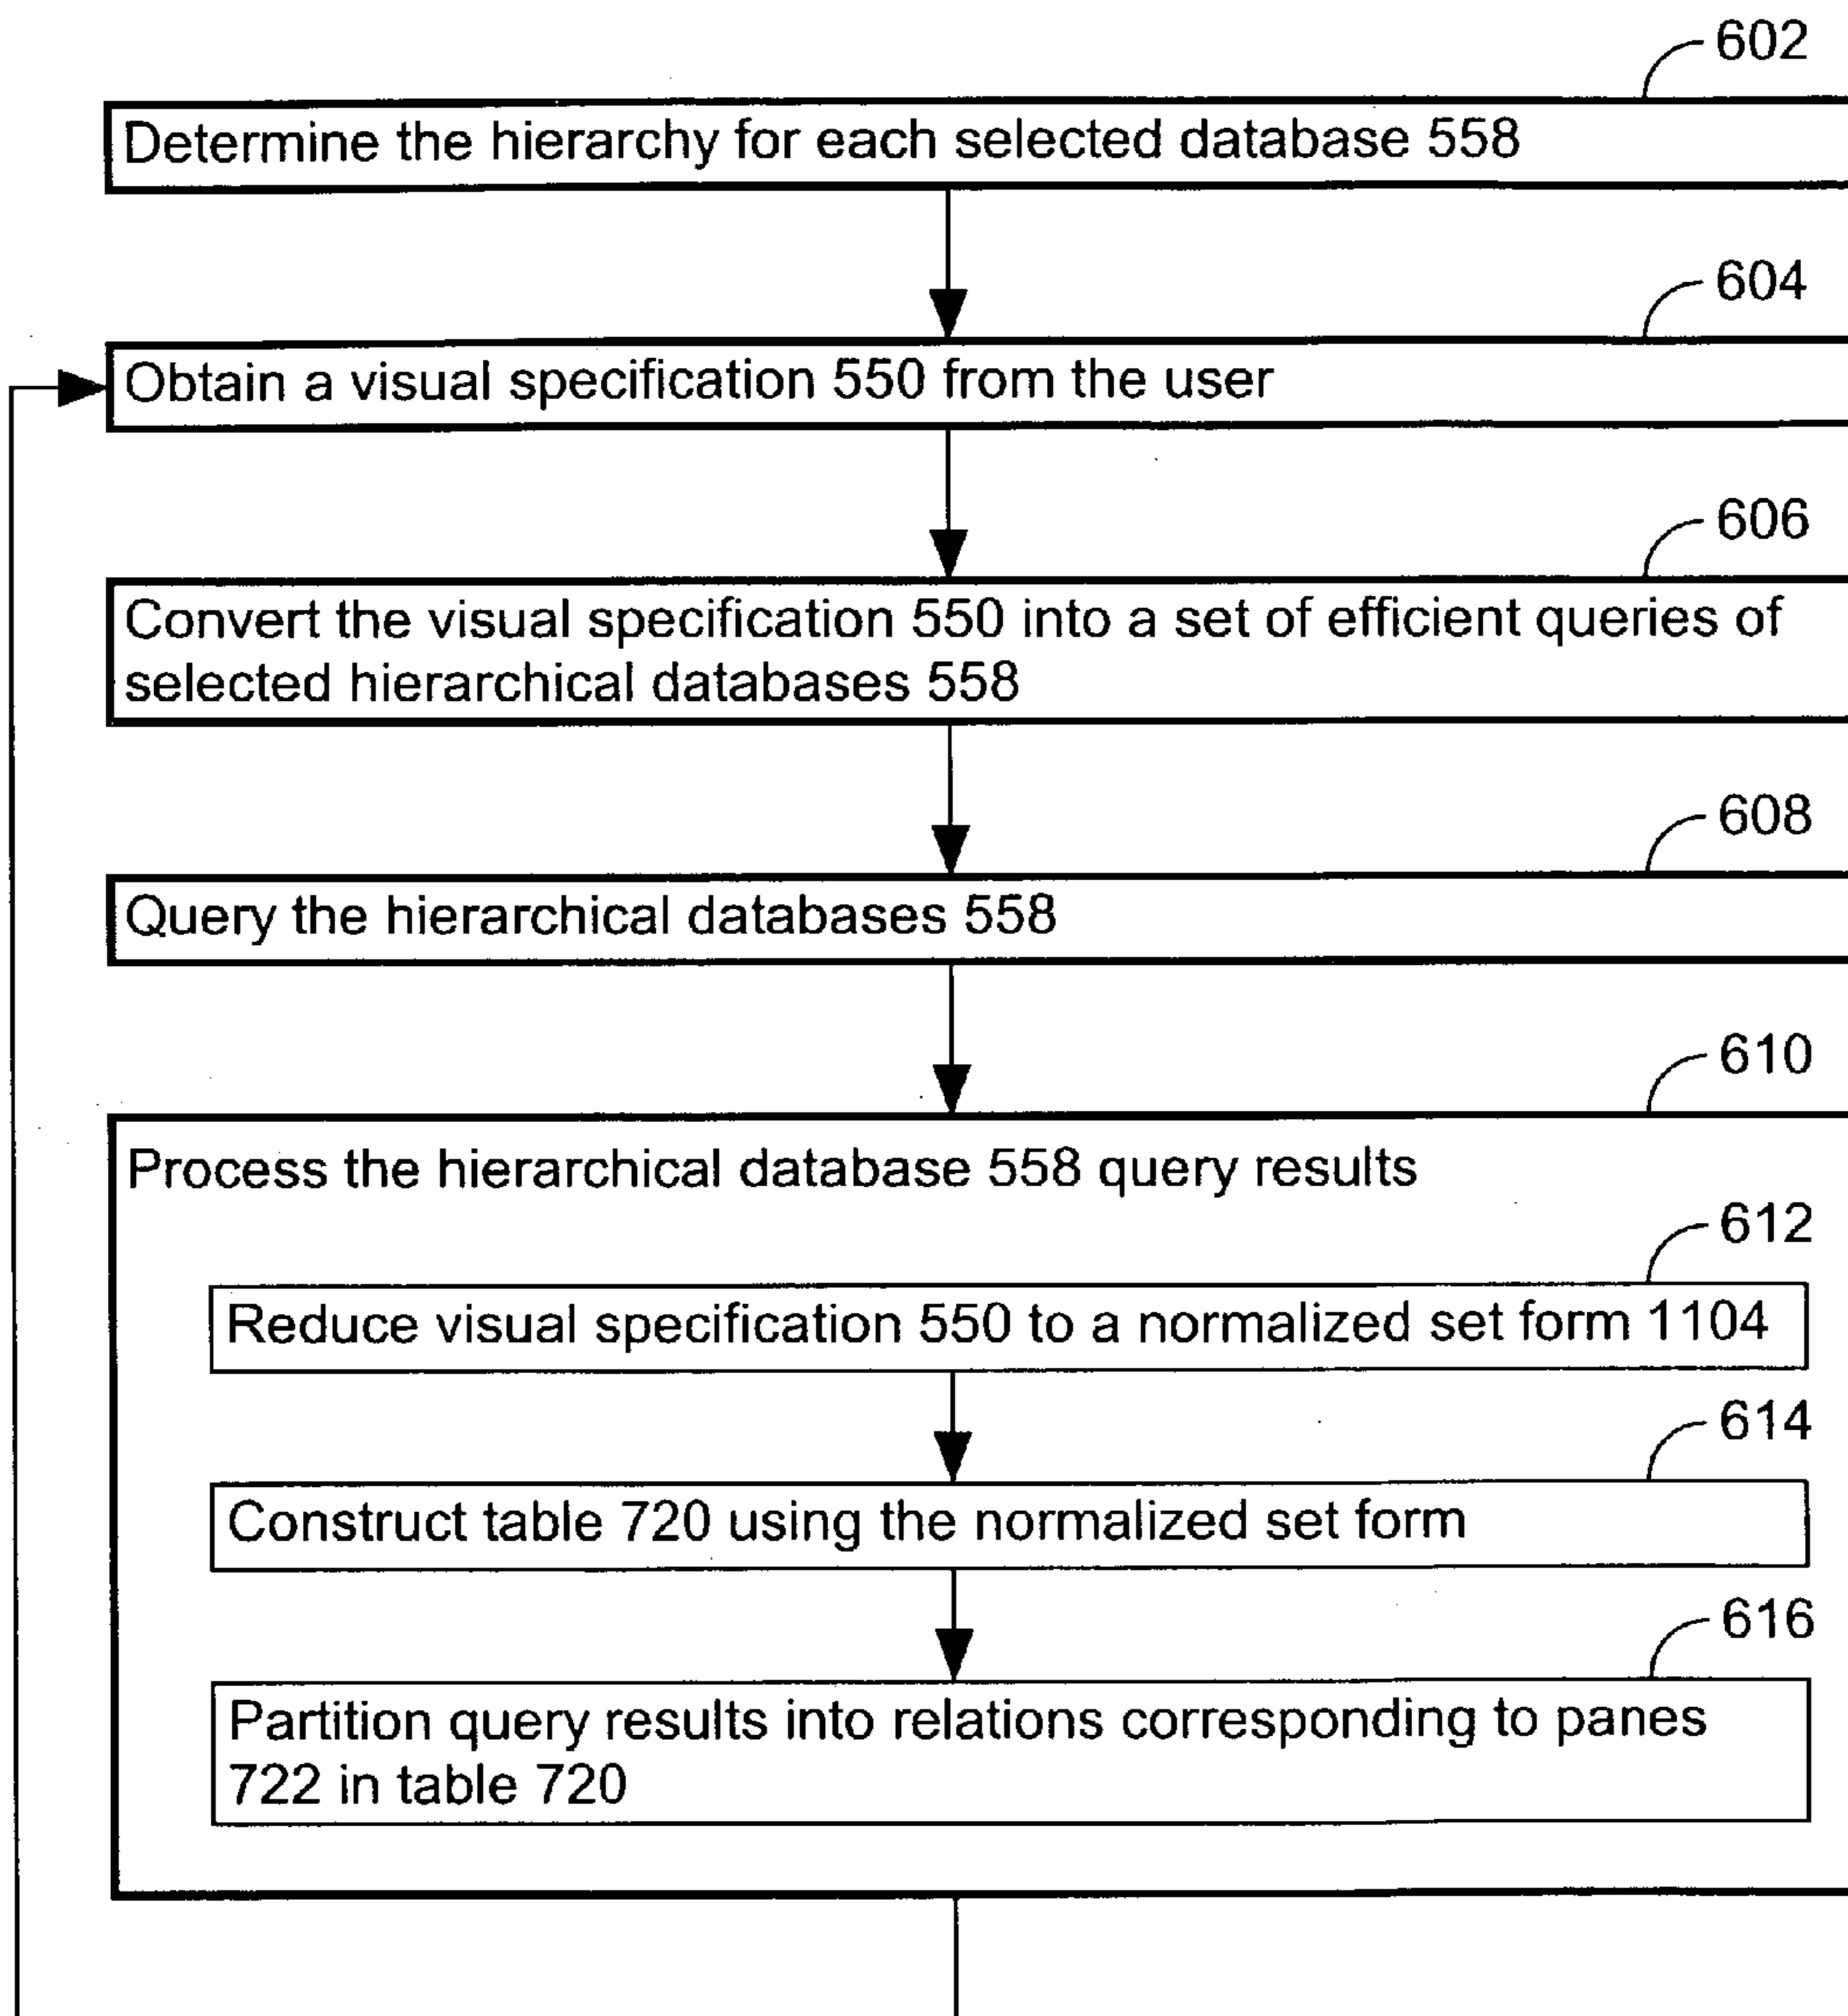 602
Determine the hierarchy for each selected database 558
604
Obtain a visual specification 550 from the user
606
Convert the visual specification 550 into a set of efficient queries of
selected hierarchical databases 558
608
Query the hierarchical databases 558
610
Process the hierarchical database 558 query results
612
Reduce visual specification 550 to a normalized set form 1104
614
Construct table 720 using the normalized set form
616
Partition query results into relations corresponding to panes
722 in table 720